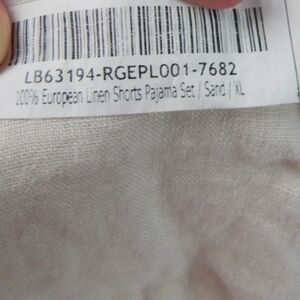 LB63194-RGEPL001-7682
100% European Linen Shorts Pajama Set / Sand / XL